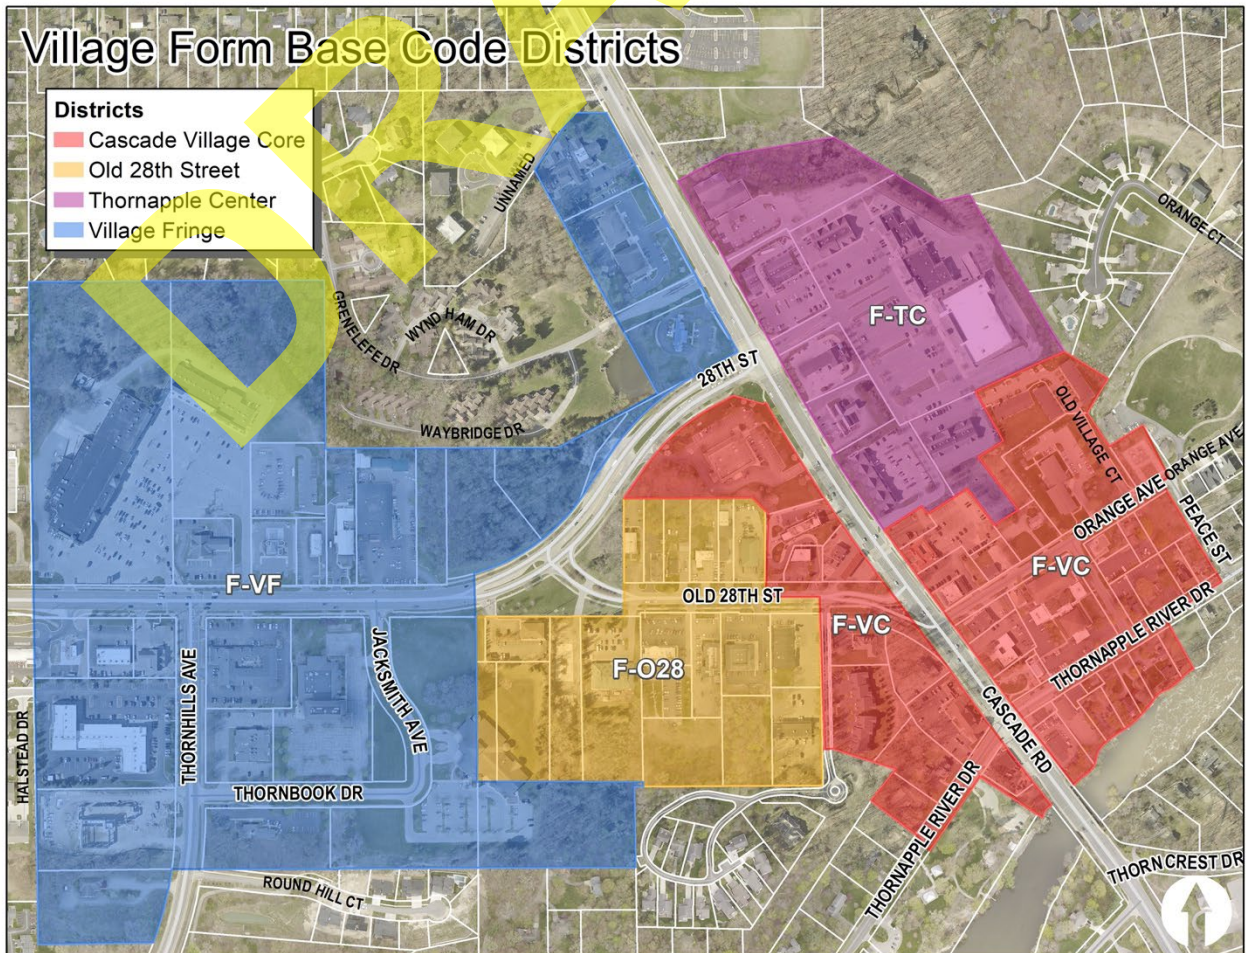 Village Form Base Code Districts
Districts
Cascade Village Core
Old 28th Street
Thornapple Center
Village Fringe
UNNAMED
ORANGE CT
GRENELEFE DR
WYNDHAM DR
WAYBRIDGE DR
28TH ST
F-TC
OLD VILLAGE CT
ORANGE AVE
ORANGE AVE
PEACE ST
F-VC
F-VF
OLD 28TH ST
F-VC
THORNAPPLE RIVER DR
F-O28
JACKSMITH AVE
THORNHILLS AVE
HALSTEAD DR
CASCADE RD
THORNBOOK DR
THORNAPPLE RIVER DR
ROUND HILL CT
THORNCREST DR